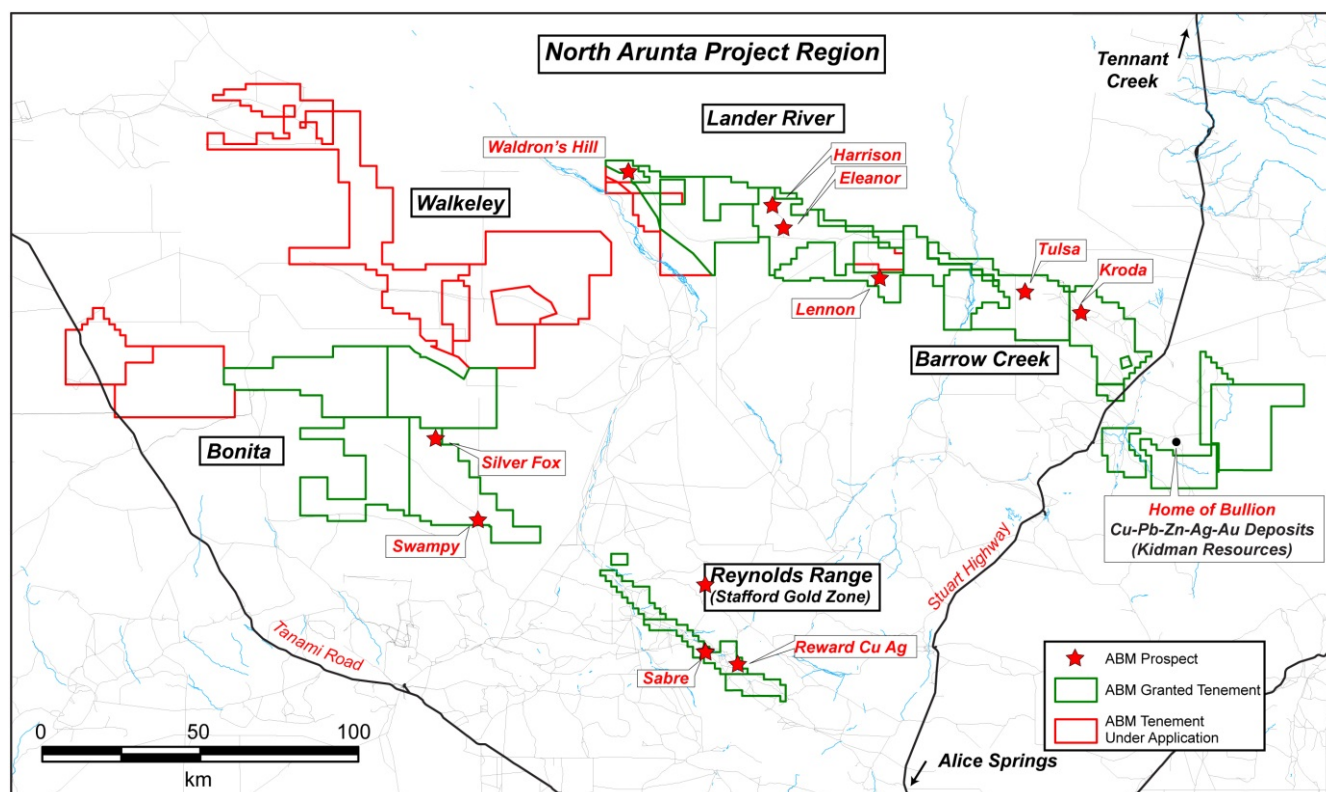 North Arunta Project Region
Tennant
Creek
Lander River
Waldron's Hill
Harrison
Eleanor
Walkeley
Tulsa
Kroda
Lennon
Barrow Creek
Bonita
Silver Fox
Swampy
Home of Bullion
Cu-Pb-Zn-Ag-Au Deposits
(Kidman Resources)
Reynolds Range
(Stafford Gold Zone)
Stuart Highway
Tanami Road
Sabre
Reward Cu Ag
ABM Prospect
ABM Granted Tenement
ABM Tenement
Under Application
0 50 100
km
Alice Springs